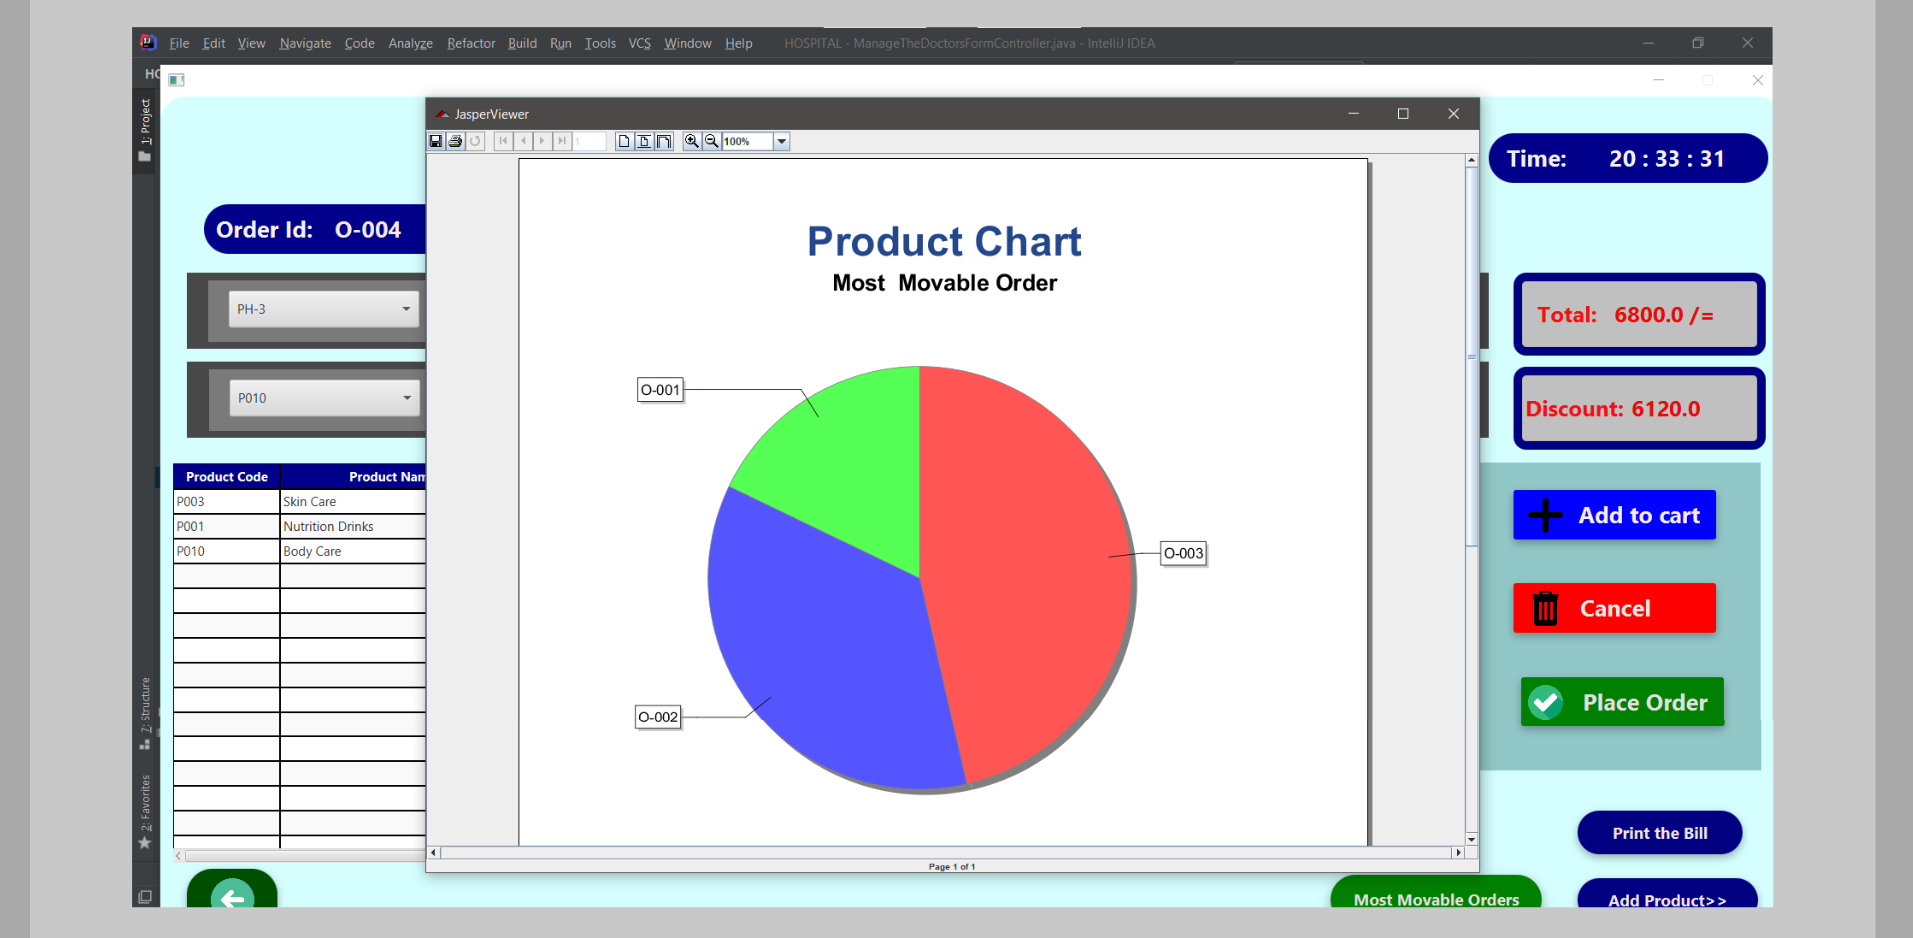 File Edit View Navigate Code Analyze Refactor Build Run Tools VCS Window Help HOSPITAL - ManageTheDoctorsFormController.java - IntelliJ IDEA
1: Project
7: Structure
2: Favorites
JasperViewer
1
100%
Time: 20 : 33 : 31
Order Id: O-004
PH-3
P010
Product Code
P003 Skin Care
P001 Nutrition Drinks
P010 Body Care
Product Chart
Most Movable Order
O-001
O-003
O-002
Page 1 of 1
Total: 6800.0 /=
Discount: 6120.0
Add to cart
Cancel
Place Order
Print the Bill
Most Movable Orders
Add Product>>